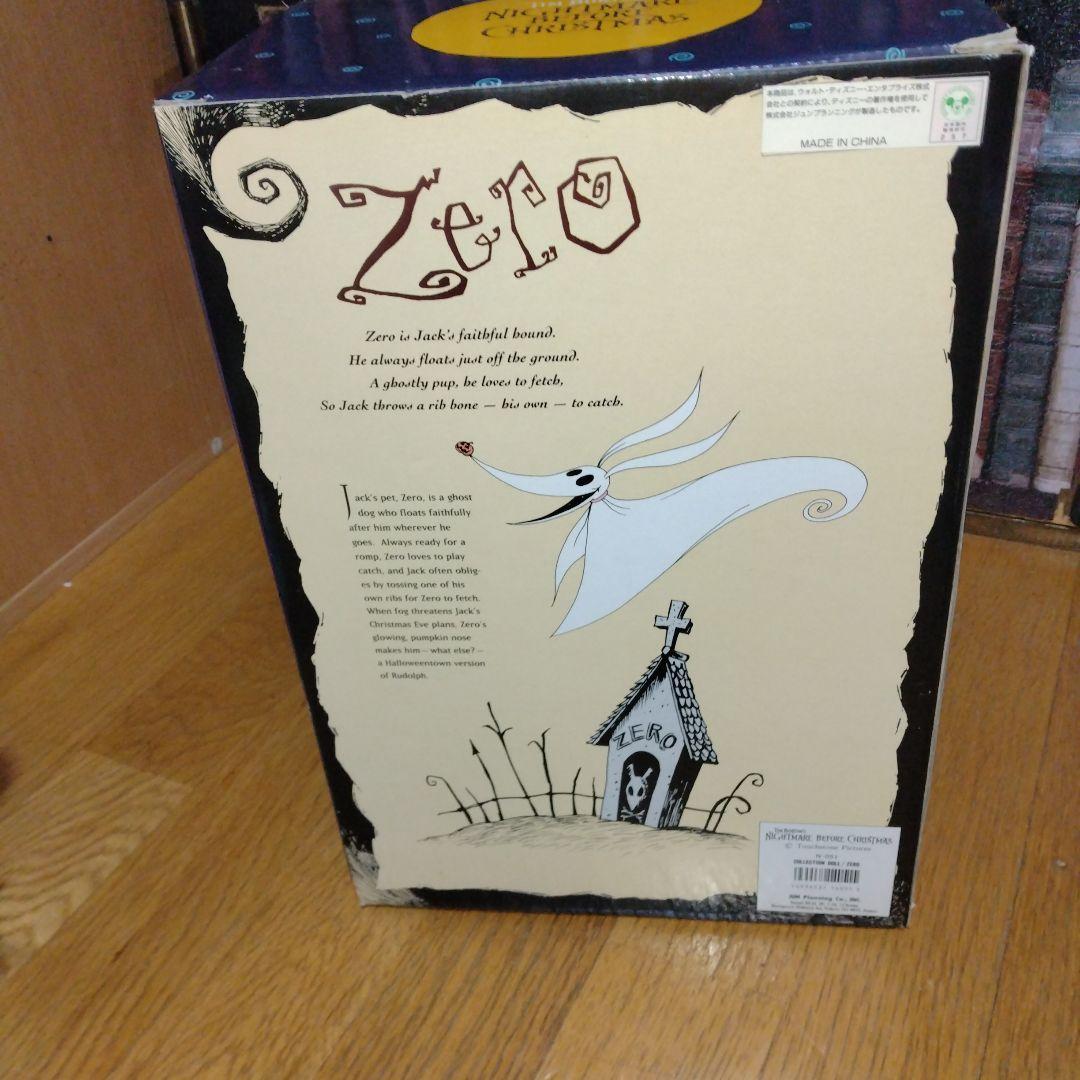 NIGHTMARE
BEFORE
CHRISTMAS
本商品は、ウォルト・ディズニー・エンタプライズ株式
会社との契約により、ディズニーの著作権を使用して
株式会社ジュンプランニングが製造したものです。
MADE IN CHINA
Zero
Zero is Jack's faithful hound.
He always floats just off the ground.
A ghostly pup, he loves to fetch,
So Jack throws a rib bone — his own — to catch.
Jack's pet, Zero, is a ghost
dog who floats faithfully
after him wherever he
goes. Always ready for a
romp, Zero loves to play
catch, and Jack often oblig-
es by tossing one of his
own ribs for Zero to fetch.
When fog threatens Jack's
Christmas Eve plans, Zero's
glowing, pumpkin nose
makes him—what else?—
a Halloweentown version
of Rudolph.
ZERO
TIM BURTON'S
NIGHTMARE BEFORE CHRISTMAS
© Touchstone Pictures
N-051
COLLECTION DOLL/ZERO
JUN Planning Co., INC.